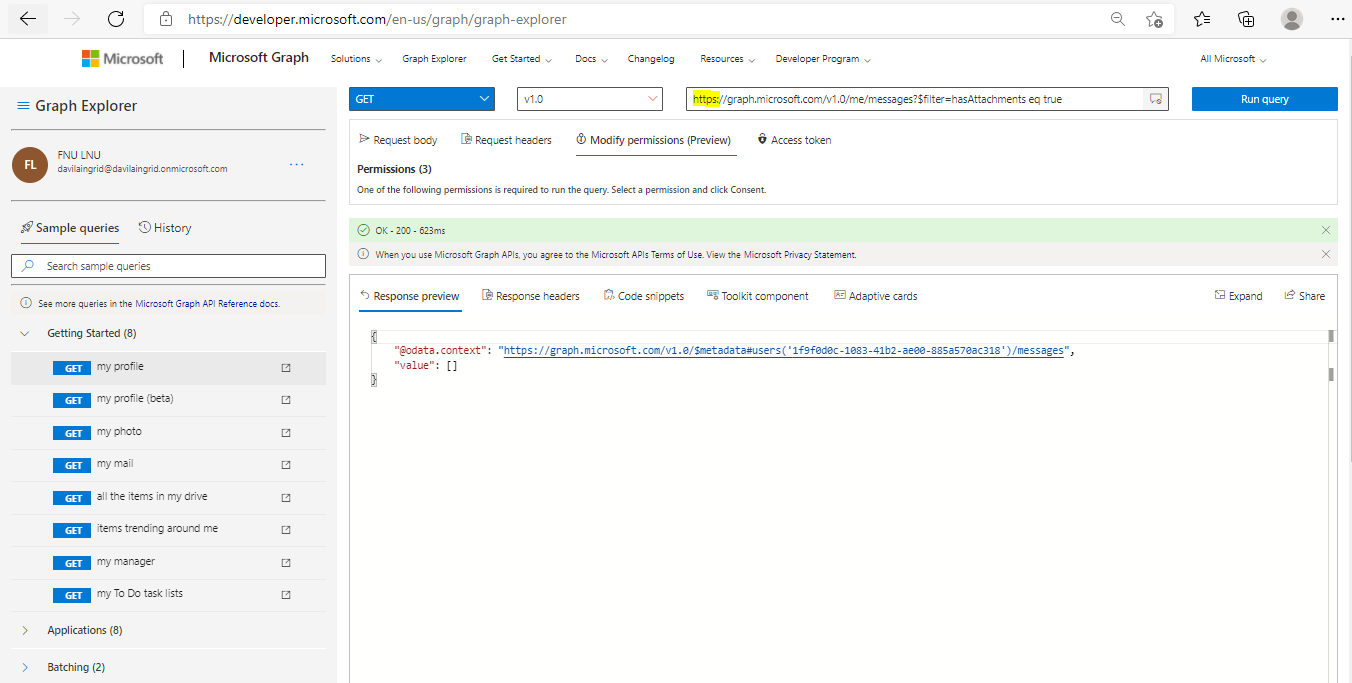 https://developer.microsoft.com/en-us/graph/graph-explorer
Microsoft
Microsoft Graph
Solutions
Graph Explorer
Get Started
Docs
Changelog
Resources
Developer Program
All Microsoft
Graph Explorer
FL
FNU LNU
davilaingrid@davilaingrid.onmicrosoft.com
...
Sample queries
History
Search sample queries
See more queries in the Microsoft Graph API Reference docs.
Getting Started (8)
GET my profile
GET my profile (beta)
GET my photo
GET my mail
GET all the items in my drive
GET items trending around me
GET my manager
GET my To Do task lists
Applications (8)
Batching (2)
GET
v1.0
https://graph.microsoft.com/v1.0/me/messages?$filter=hasAttachments eq true
Run query
Request body
Request headers
Modify permissions (Preview)
Access token
Permissions (3)
One of the following permissions is required to run the query. Select a permission and click Consent.
OK - 200 - 623ms
When you use Microsoft Graph APIs, you agree to the Microsoft APIs Terms of Use. View the Microsoft Privacy Statement.
Response preview
Response headers
Code snippets
Toolkit component
Adaptive cards
Expand
Share
{
"@odata.context": "https://graph.microsoft.com/v1.0/$metadata#users('1f9f0d0c-1083-41b2-ae00-885a570ac318')/messages",
"value": []
}